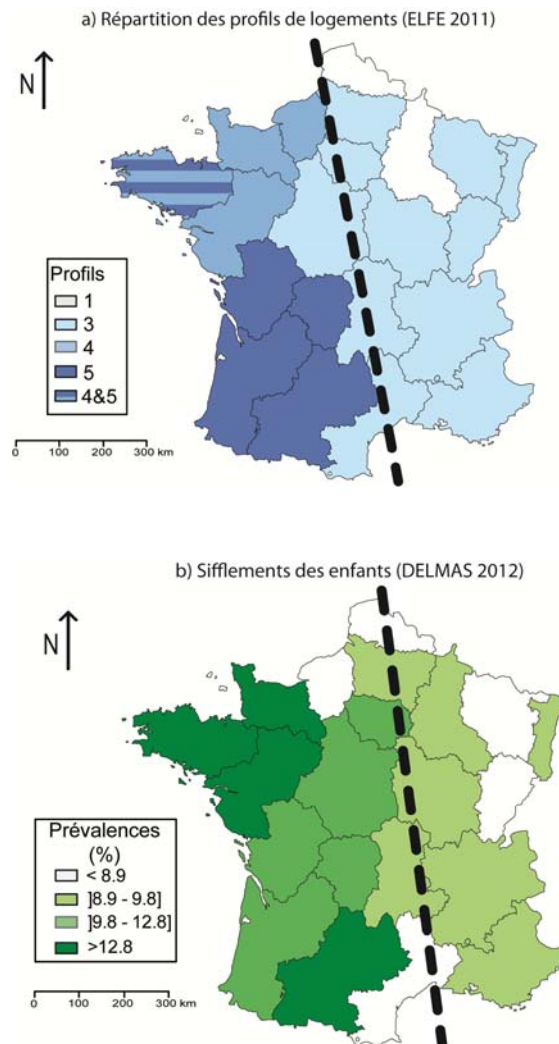 a) Répartition des profils de logements (ELFE 2011)
N
Profils
1
3
4
5
4&5
0 100 200 300 km
b) Sifflements des enfants (DELMAS 2012)
N
Prévalences
(%)
< 8.9
]8.9 - 9.8]
]9.8 - 12.8]
>12.8
0 100 200 300 km